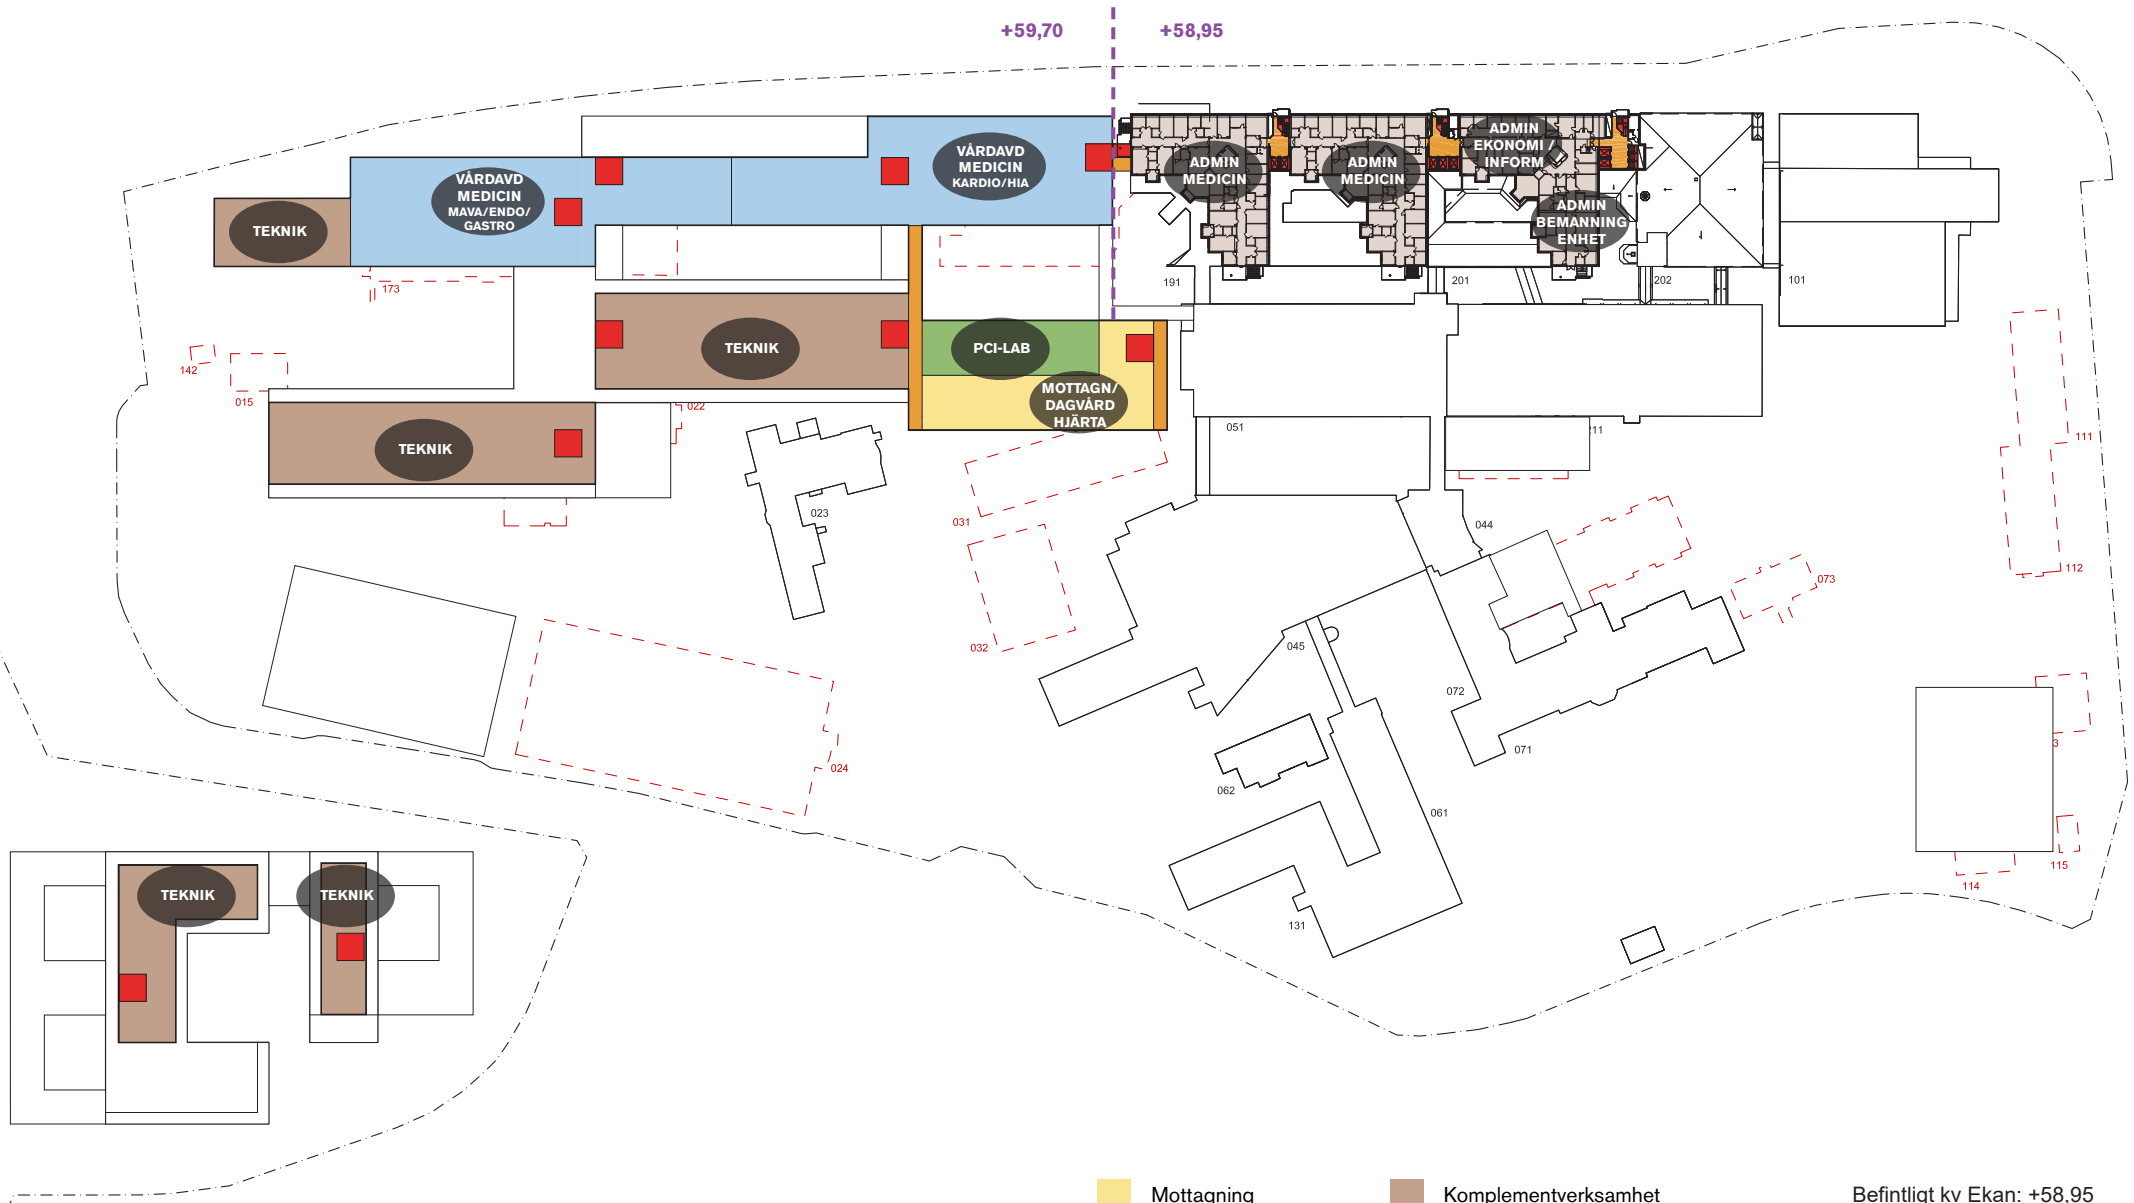 +59,70
+58,95
VÅRDAVD
MEDICIN
KARDIO/HIA
ADMIN
MEDICIN
ADMIN
MEDICIN
ADMIN
EKONOMI /
INFORM
ADMIN
BEMANNING
ENHET
VÅRDAVD
MEDICIN
MAVA/ENDO/
GASTRO
TEKNIK
173
191
201
202
101
142
015
TEKNIK
PCI-LAB
MOTTAGN/
DAGVÅRD
HJÄRTA
022
TEKNIK
051
211
111
023
031
044
112
073
032
045
072
071
024
062
061
3
115
114
131
TEKNIK
TEKNIK
Mottagning
Komplementverksamhet
Befintligt kv Ekan: +58,95